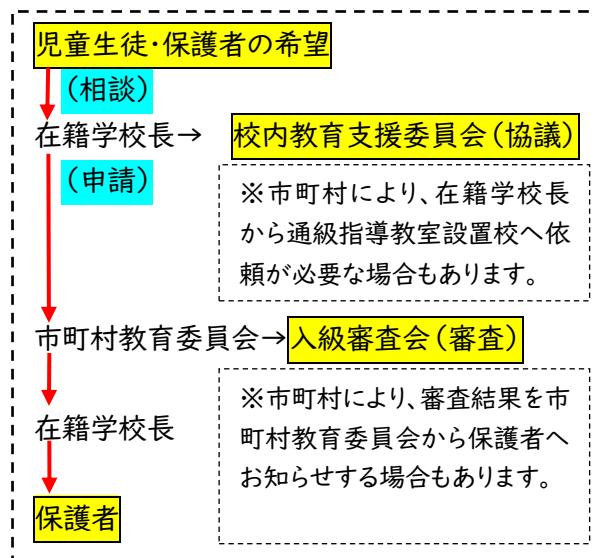 児童生徒・保護者の希望
(相談)
在籍学校長→ 校内教育支援委員会(協議)
(申請)
※市町村により、在籍学校長
から通級指導教室設置校へ依
頼が必要な場合もあります。
市町村教育委員会→入級審査会(審査)
※市町村により、審査結果を市
町村教育委員会から保護者へ
お知らせする場合もあります。
在籍学校長
保護者